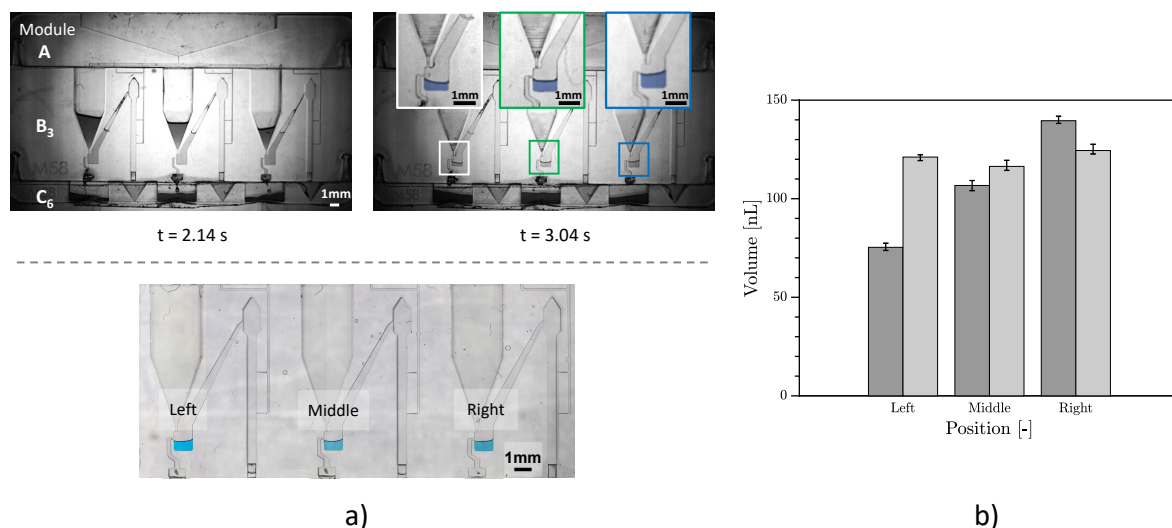 Module
A
B3
C6
M58
1mm
t = 2.14 s
1mm
1mm
1mm
t = 3.04 s
Left
Middle
Right
1mm
a)
150
100
50
0
Volume [nL]
Left
Middle
Right
Position [-]
b)